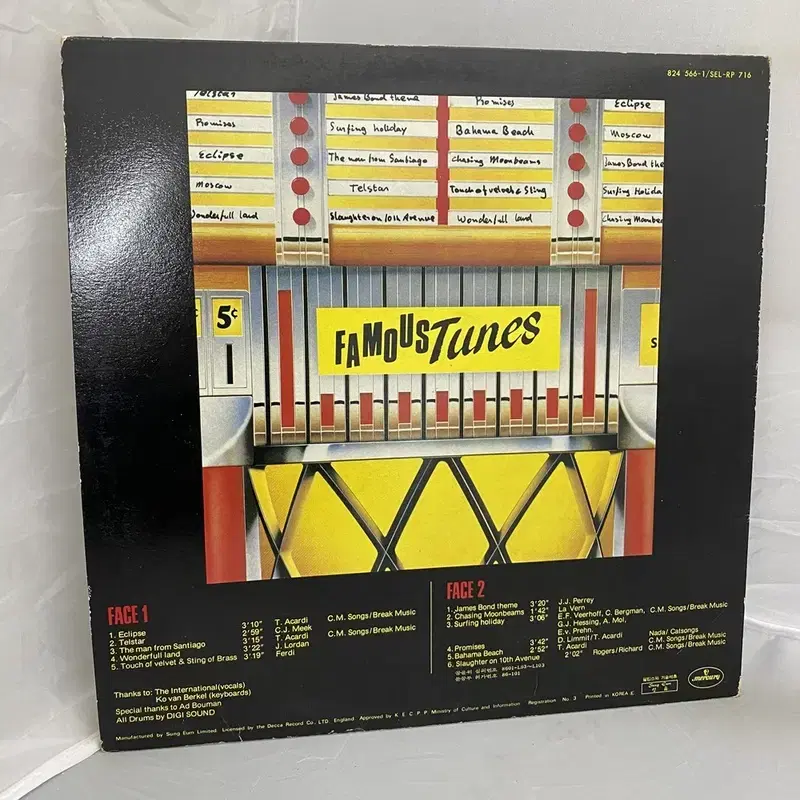 824 566-1/SEL-RP 716
James Bond theme Promises Eclipse
Promises Surfing holiday Bahama Beach Moscow
Eclipse The man from Santiago Chasing Moonbeams James Bond the
Moscow Telstar Touch of velvet & Sting Surfing Holida
Wonderfull land Slaughter on 10th Avenue Wonderfull land Chasing Moonbe
5¢
FAMOUS Tunes
FACE 1
1. Eclipse 3'10" T. Acardi C.M. Songs/Break Music
2. Telstar 2'59" C.J. Meek
3. The man from Santiago 3'15" T. Acardi C.M. Songs/Break Music
4. Wonderfull land 3'22" J. Lordan
5. Touch of velvet & Sting of Brass 3'19" Ferdi
Thanks to: The International(vocals)
Ko van Berkel (keyboards)
Special thanks to Ad Bouman
All Drums by DIGI SOUND
FACE 2
1. James Bond theme 3'20" J.J. Perrey
2. Chasing Moonbeams 1'42" La Vern
3. Surfing holiday 3'06" E.F. Veerhoff, C. Bergman, C.M. Songs/Break Music
G.J. Hessing, A. Mol,
E.v. Prehn.
4. Promises 3'42" D. Limmit/T. Acardi Nada/ Catsongs
5. Bahama Beach 2'52" T. Acardi C.M. Songs/Break Music
6. Slaughter on 10th Avenue 2'02" Rogers/Richard C.M. Songs/Break Music
mercury
Manufactured by Sung Eum Limited. Licensed by the Decca Record Co., LTD. England Approved by K E C P P Ministry of Culture and Information Registration No. 3 Printed in KOREA E